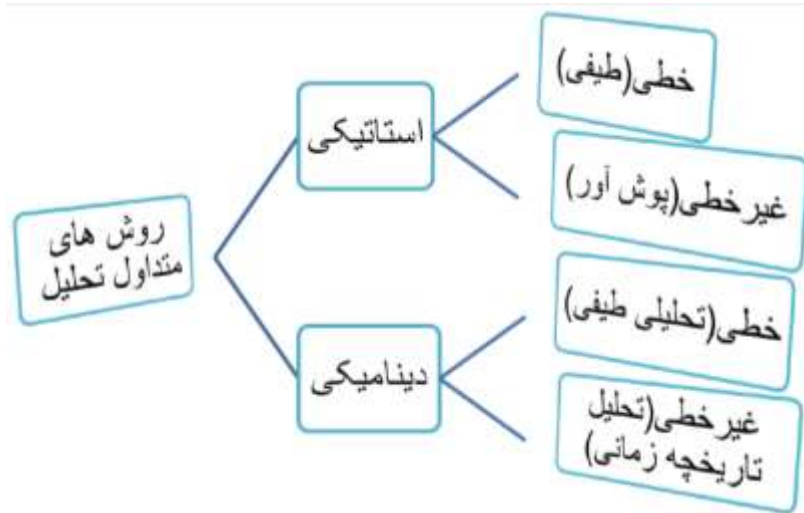 روش های
متداول تحلیل
استاتیکی
خطی(طیفی)
غیرخطی(پوش آور)
دینامیکی
خطی(تحلیلی طیفی)
غیرخطی(تحلیل
تاریخچه زمانی)